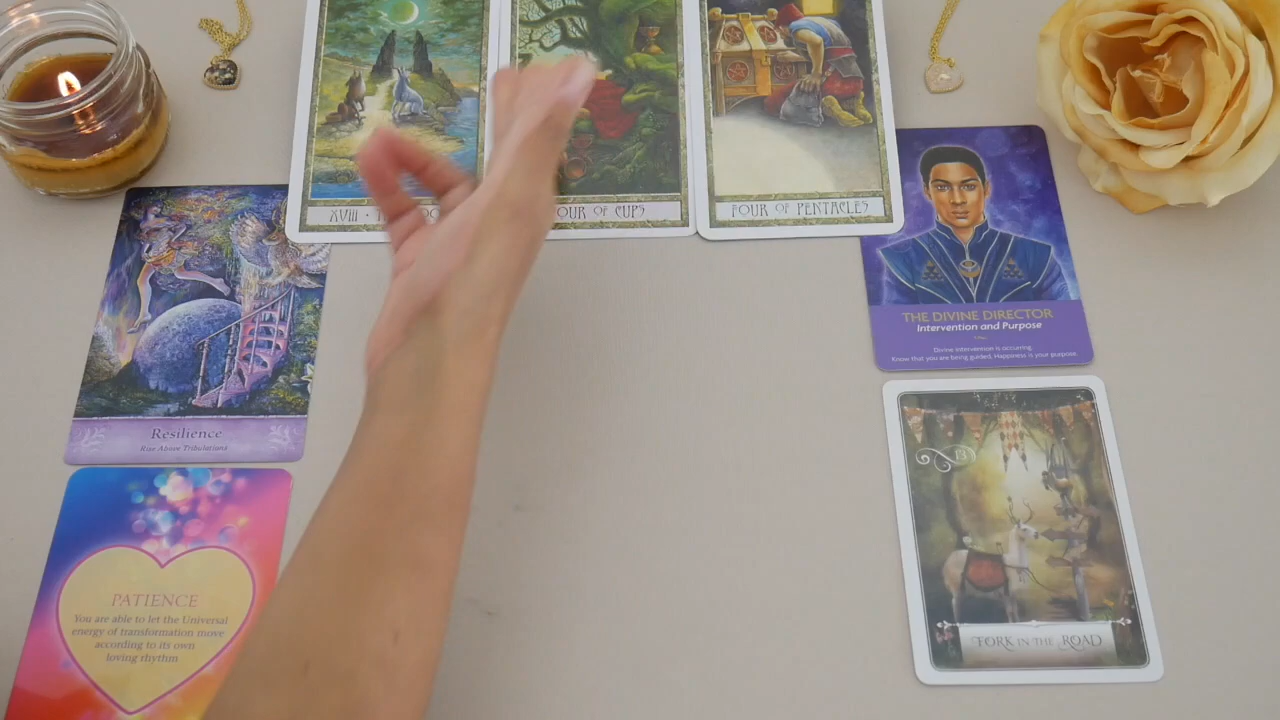 XVIII • T
OUR OF CUPS
FOUR OF PENTACLES
THE DIVINE DIRECTOR
Intervention and Purpose
Divine intervention is occurring.
Know that you are being guided. Happiness is your purpose.
Resilience
Rise Above Tribulations
PATIENCE
You are able to let the Universal
energy of transformation move
according to its own
loving rhythm
13
FORK IN THE ROAD